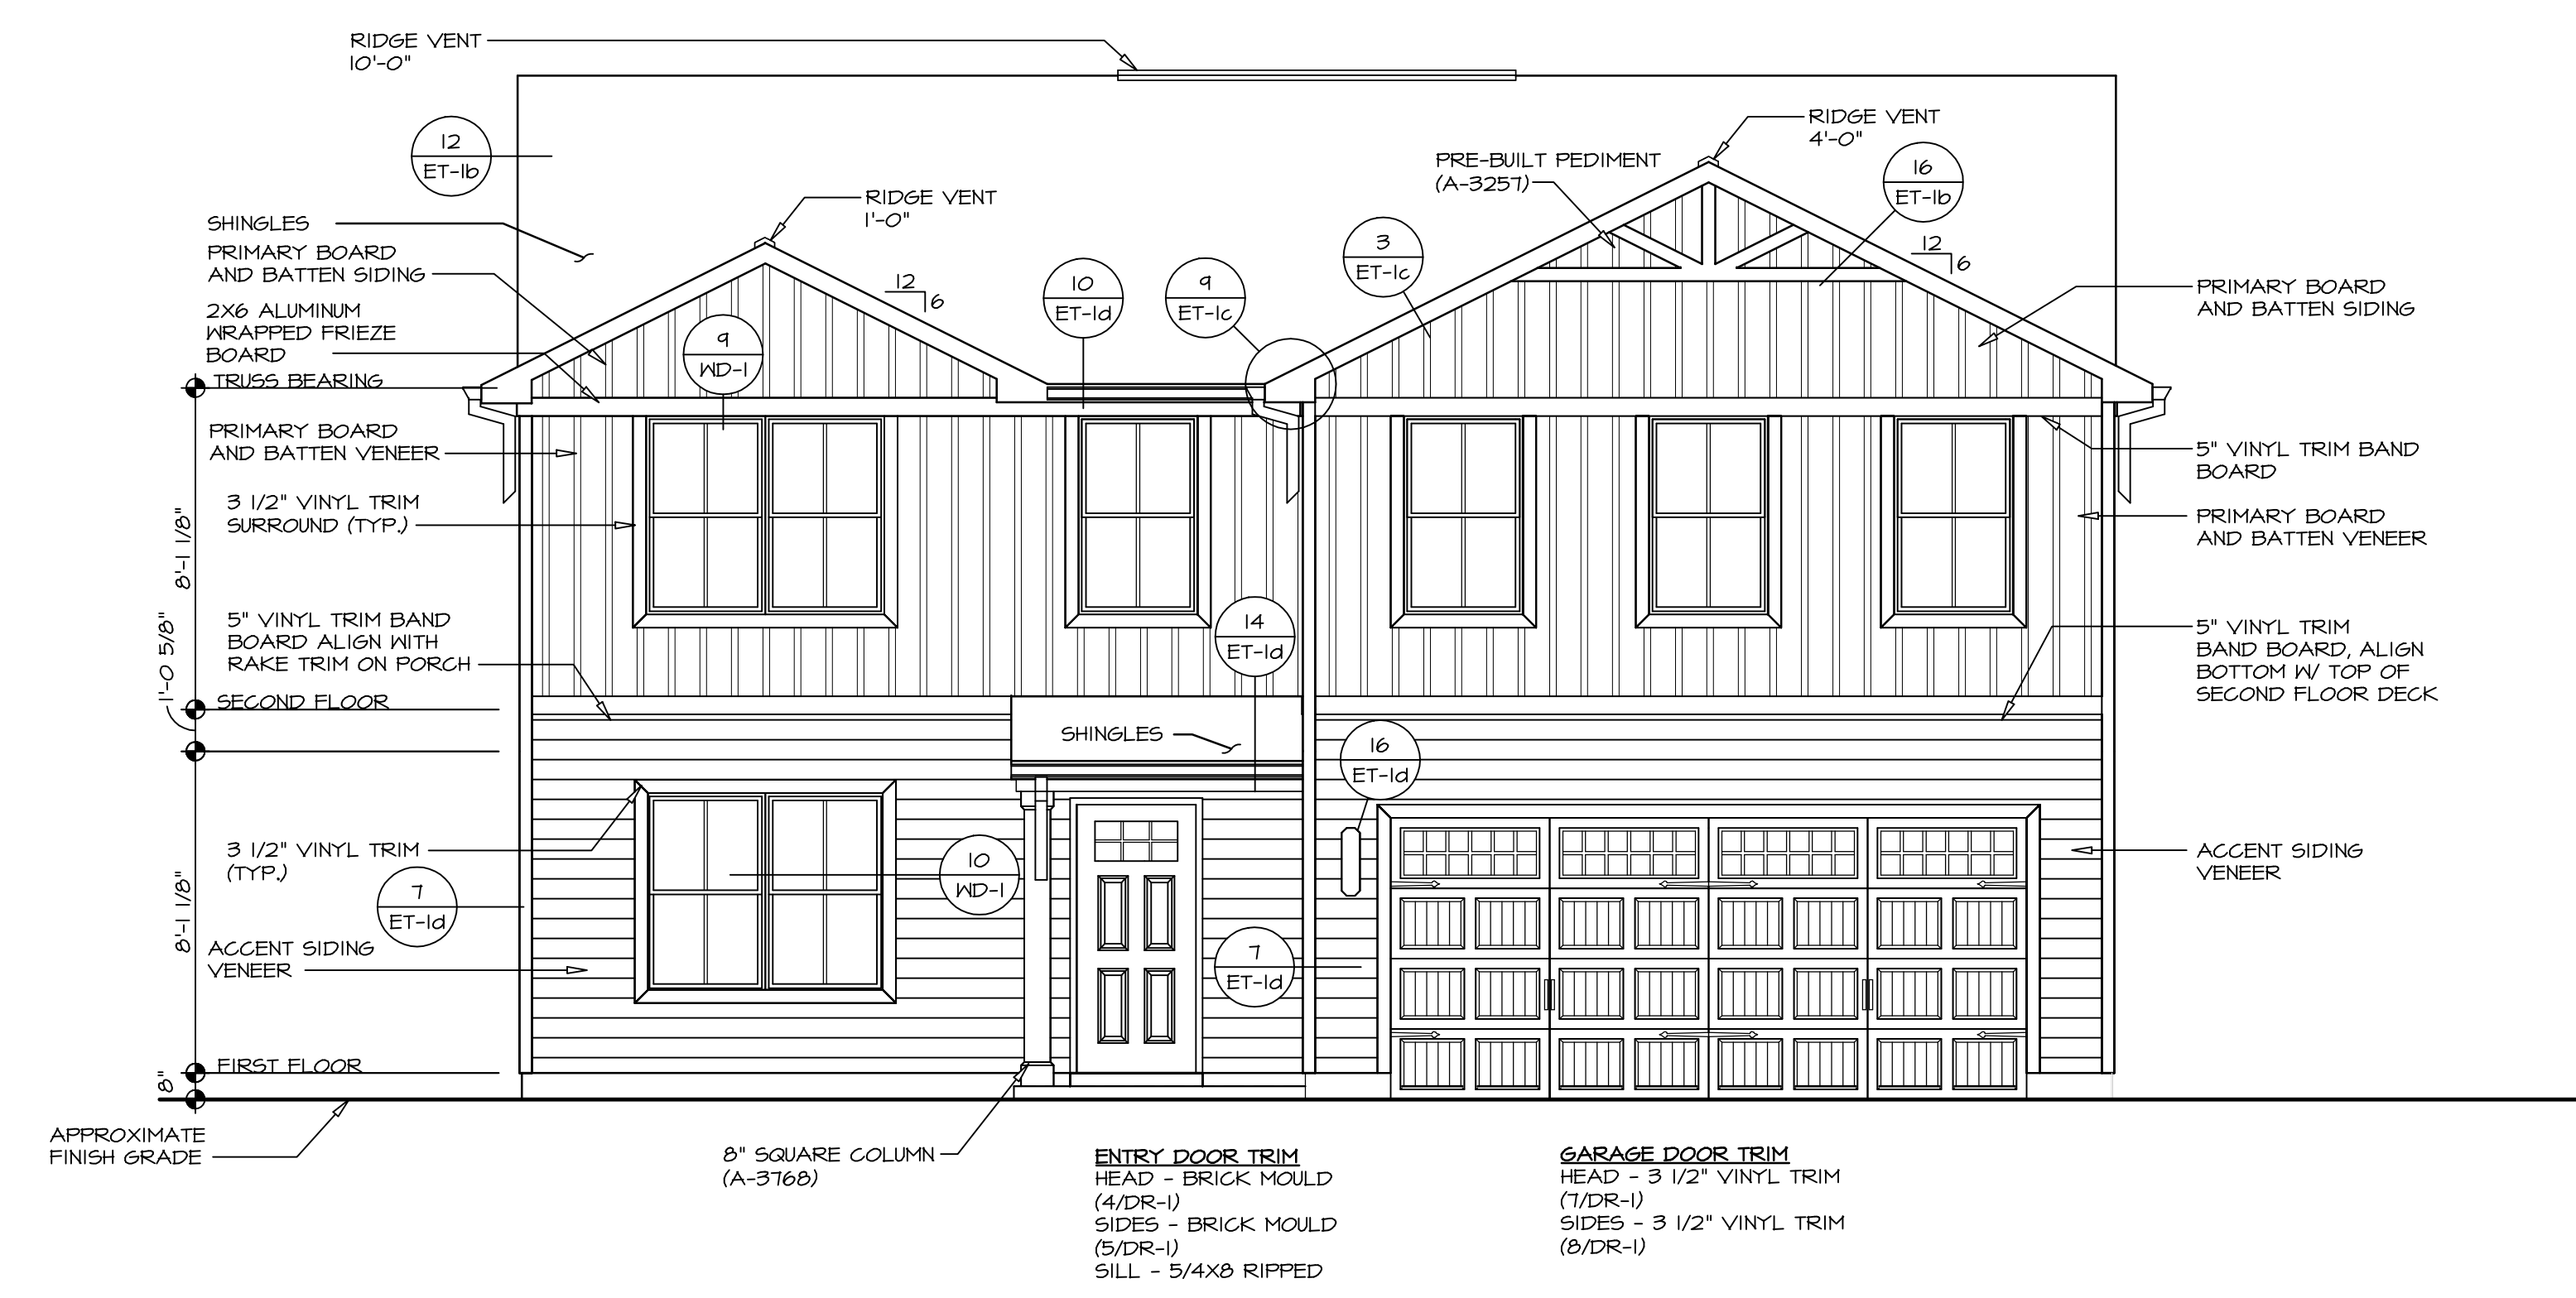 RIDGE VENT
10'-0"
12
ET-1b
SHINGLES
PRIMARY BOARD
AND BATTEN SIDING
2X6 ALUMINUM
WRAPPED FRIEZE
BOARD
TRUSS BEARING
PRIMARY BOARD
AND BATTEN VENEER
3 1/2" VINYL TRIM
SURROUND (TYP.)
8'-1 1/8"
1'-0 5/8"
5" VINYL TRIM BAND
BOARD ALIGN WITH
RAKE TRIM ON PORCH
SECOND FLOOR
3 1/2" VINYL TRIM
(TYP.)
7
ET-1d
8'-1 1/8"
ACCENT SIDING
VENEER
FIRST FLOOR
8"
APPROXIMATE
FINISH GRADE
RIDGE VENT
1'-0"
12
6
9
WD-1
10
ET-1d
9
ET-1c
3
ET-1c
PRE-BUILT PEDIMENT
(A-3257)
RIDGE VENT
4'-0"
16
ET-1b
12
6
14
ET-1d
SHINGLES
16
ET-1d
10
WD-1
7
ET-1d
PRIMARY BOARD
AND BATTEN SIDING
5" VINYL TRIM BAND
BOARD
PRIMARY BOARD
AND BATTEN VENEER
5" VINYL TRIM
BAND BOARD, ALIGN
BOTTOM W/ TOP OF
SECOND FLOOR DECK
ACCENT SIDING
VENEER
8" SQUARE COLUMN
(A-3768)
ENTRY DOOR TRIM
HEAD - BRICK MOULD
(4/DR-1)
SIDES - BRICK MOULD
(5/DR-1)
SILL - 5/4X8 RIPPED
GARAGE DOOR TRIM
HEAD - 3 1/2" VINYL TRIM
(7/DR-1)
SIDES - 3 1/2" VINYL TRIM
(8/DR-1)